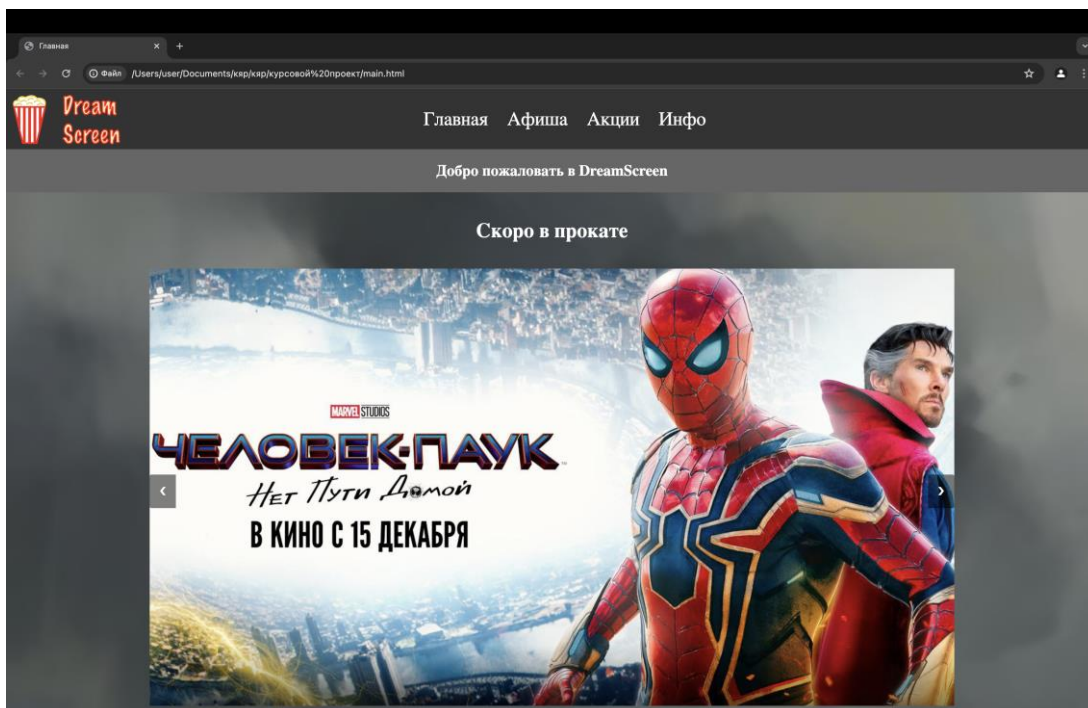 Главная
Файл /Users/user/Documents/кяр/кяр/курсовой%20проект/main.html
Dream
Screen
Главная Афиша Акции Инфо
Добро пожаловать в DreamScreen
Скоро в прокате
MARVEL STUDIOS
ЧЕЛОВЕК-ПАУК
НЕТ ПУТИ ДОМОЙ
В КИНО С 15 ДЕКАБРЯ